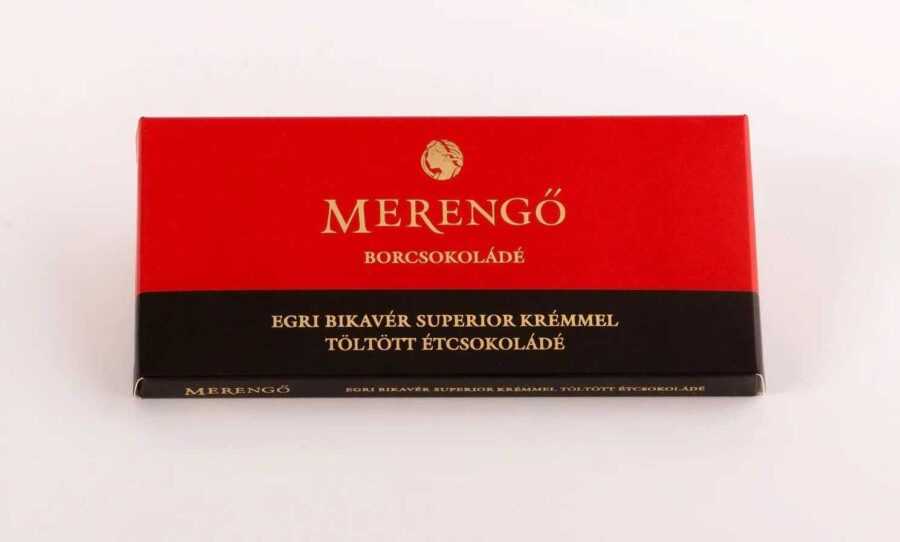 MERENGŐ
BORCSOKOLÁDÉ
EGRI BIKAVÉR SUPERIOR KRÉMMEL
TÖLTÖTT ÉTCSOKOLÁDÉ
MERENGŐ EGRI BIKAVÉR SUPERIOR KRÉMMEL TÖLTÖTT ÉTCSOKOLÁDÉ